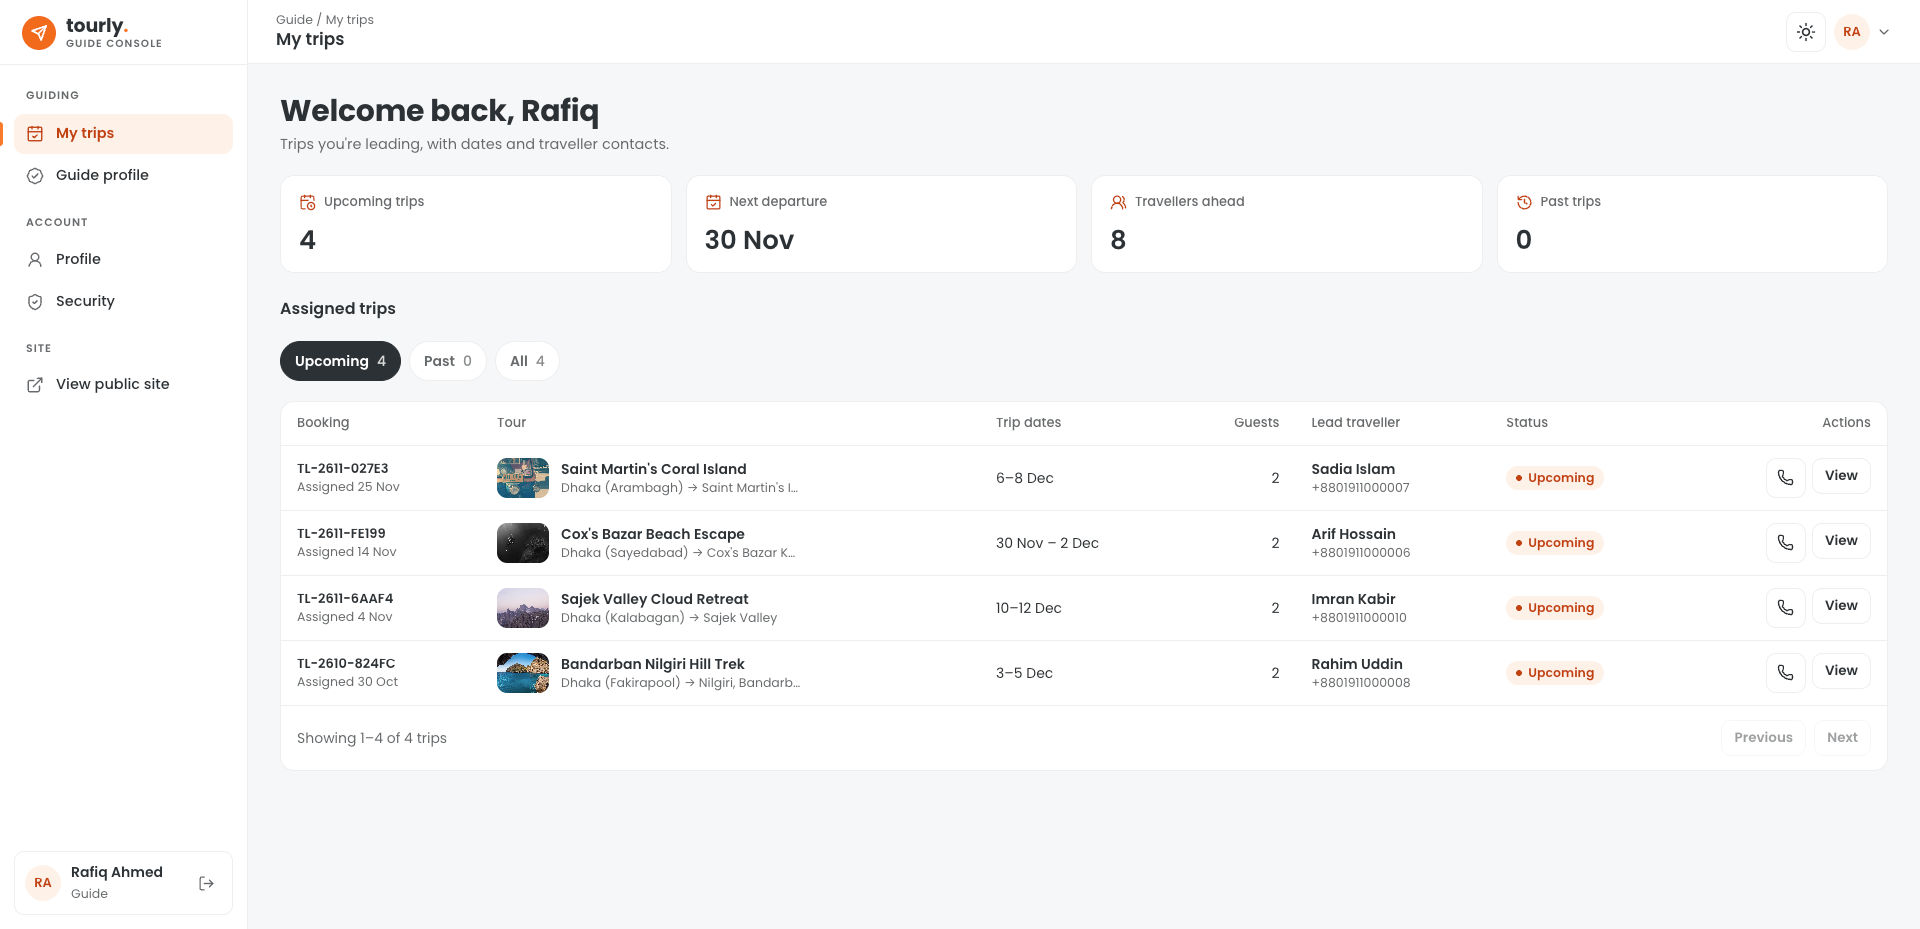 tourly.
GUIDE CONSOLE
GUIDING
My trips
Guide profile
ACCOUNT
Profile
Security
SITE
View public site
RA
Rafiq Ahmed
Guide
Guide / My trips
My trips
RA
Welcome back, Rafiq
Trips you're leading, with dates and traveller contacts.
Upcoming trips
4
Next departure
30 Nov
Travellers ahead
8
Past trips
0
Assigned trips
Upcoming 4 Past 0 All 4
Booking Tour Trip dates Guests Lead traveller Status Actions
TL-2611-027E3 Saint Martin's Coral Island 6–8 Dec 2 Sadia Islam Upcoming View
Assigned 25 Nov Dhaka (Arambagh) → Saint Martin's I... +8801911000007
TL-2611-FE199 Cox's Bazar Beach Escape 30 Nov – 2 Dec 2 Arif Hossain Upcoming View
Assigned 14 Nov Dhaka (Sayedabad) → Cox's Bazar K... +8801911000006
TL-2611-6AAF4 Sajek Valley Cloud Retreat 10–12 Dec 2 Imran Kabir Upcoming View
Assigned 4 Nov Dhaka (Kalabagan) → Sajek Valley +8801911000010
TL-2610-824FC Bandarban Nilgiri Hill Trek 3–5 Dec 2 Rahim Uddin Upcoming View
Assigned 30 Oct Dhaka (Fakirapool) → Nilgiri, Bandarb... +8801911000008
Showing 1–4 of 4 trips Previous Next